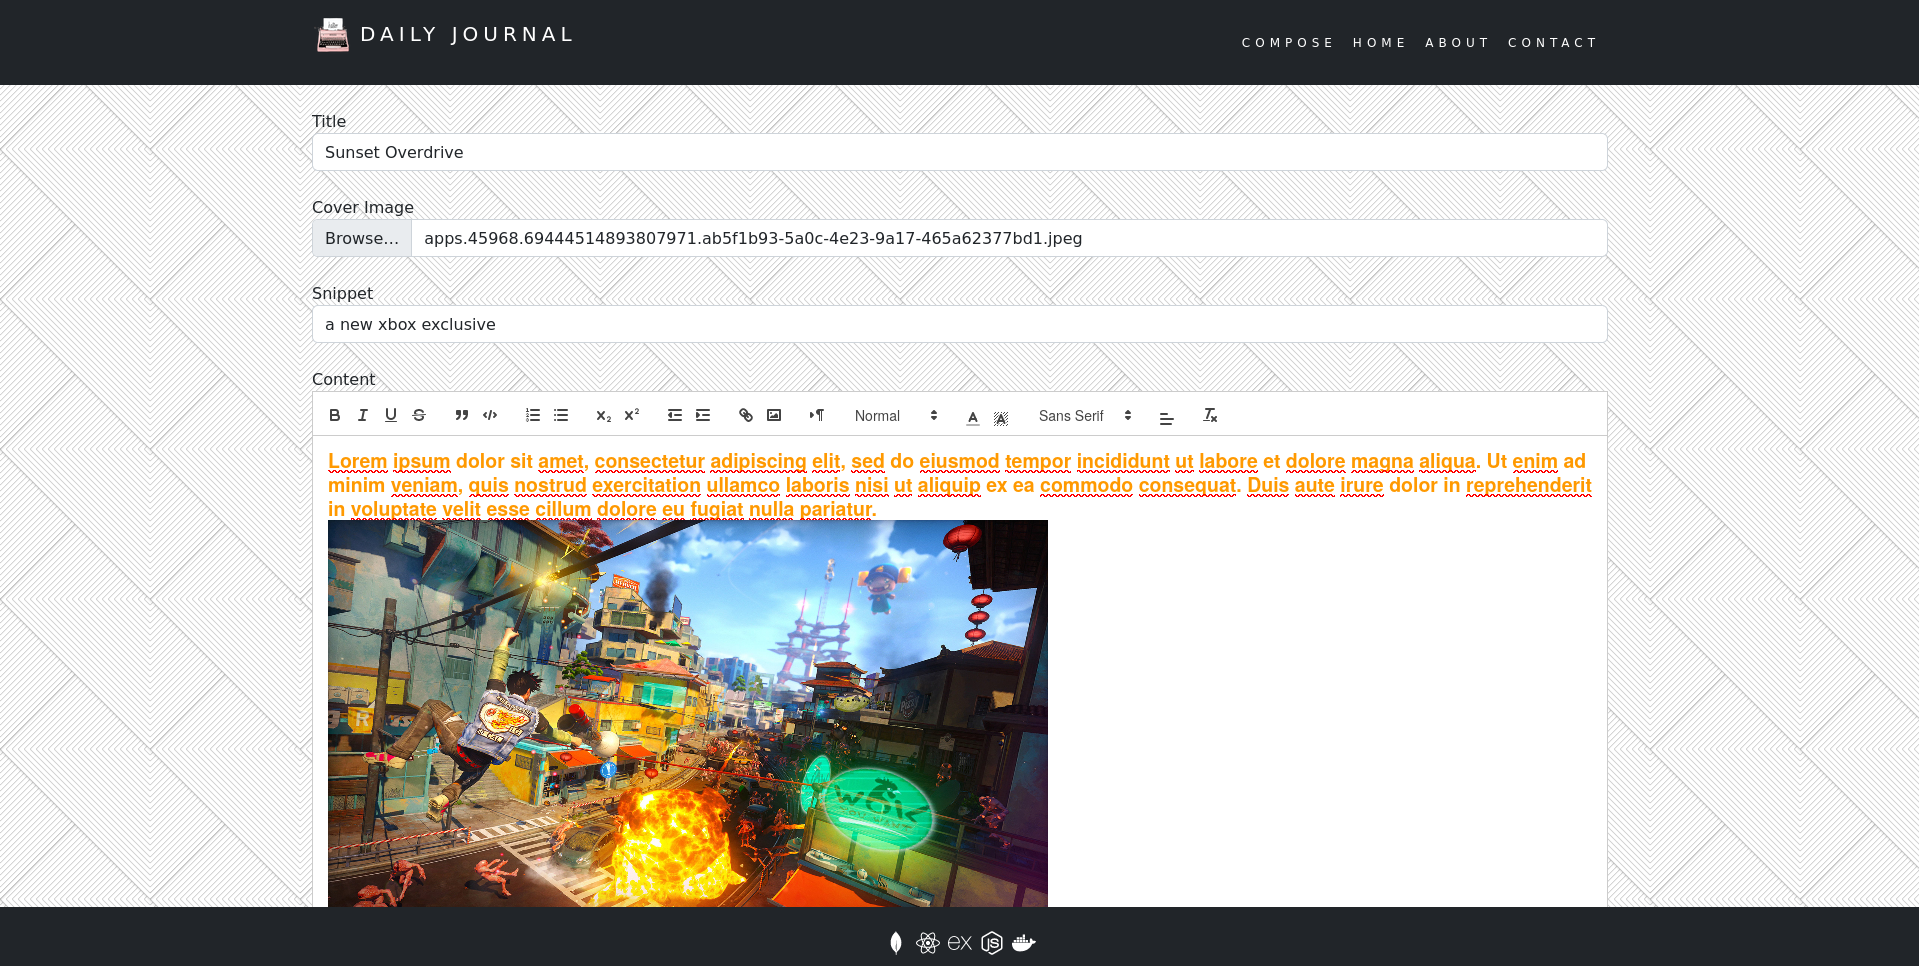 DAILY JOURNAL
COMPOSE HOME ABOUT CONTACT
Title
Sunset Overdrive
Cover Image
Browse... apps.45968.69444514893807971.ab5f1b93-5a0c-4e23-9a17-465a62377bd1.jpeg
Snippet
a new xbox exclusive
Content
Normal Sans Serif
Lorem ipsum dolor sit amet, consectetur adipiscing elit, sed do eiusmod tempor incididunt ut labore et dolore magna aliqua. Ut enim ad
minim veniam, quis nostrud exercitation ullamco laboris nisi ut aliquip ex ea commodo consequat. Duis aute irure dolor in reprehenderit
in voluptate velit esse cillum dolore eu fugiat nulla pariatur.
WOK
ex
JS